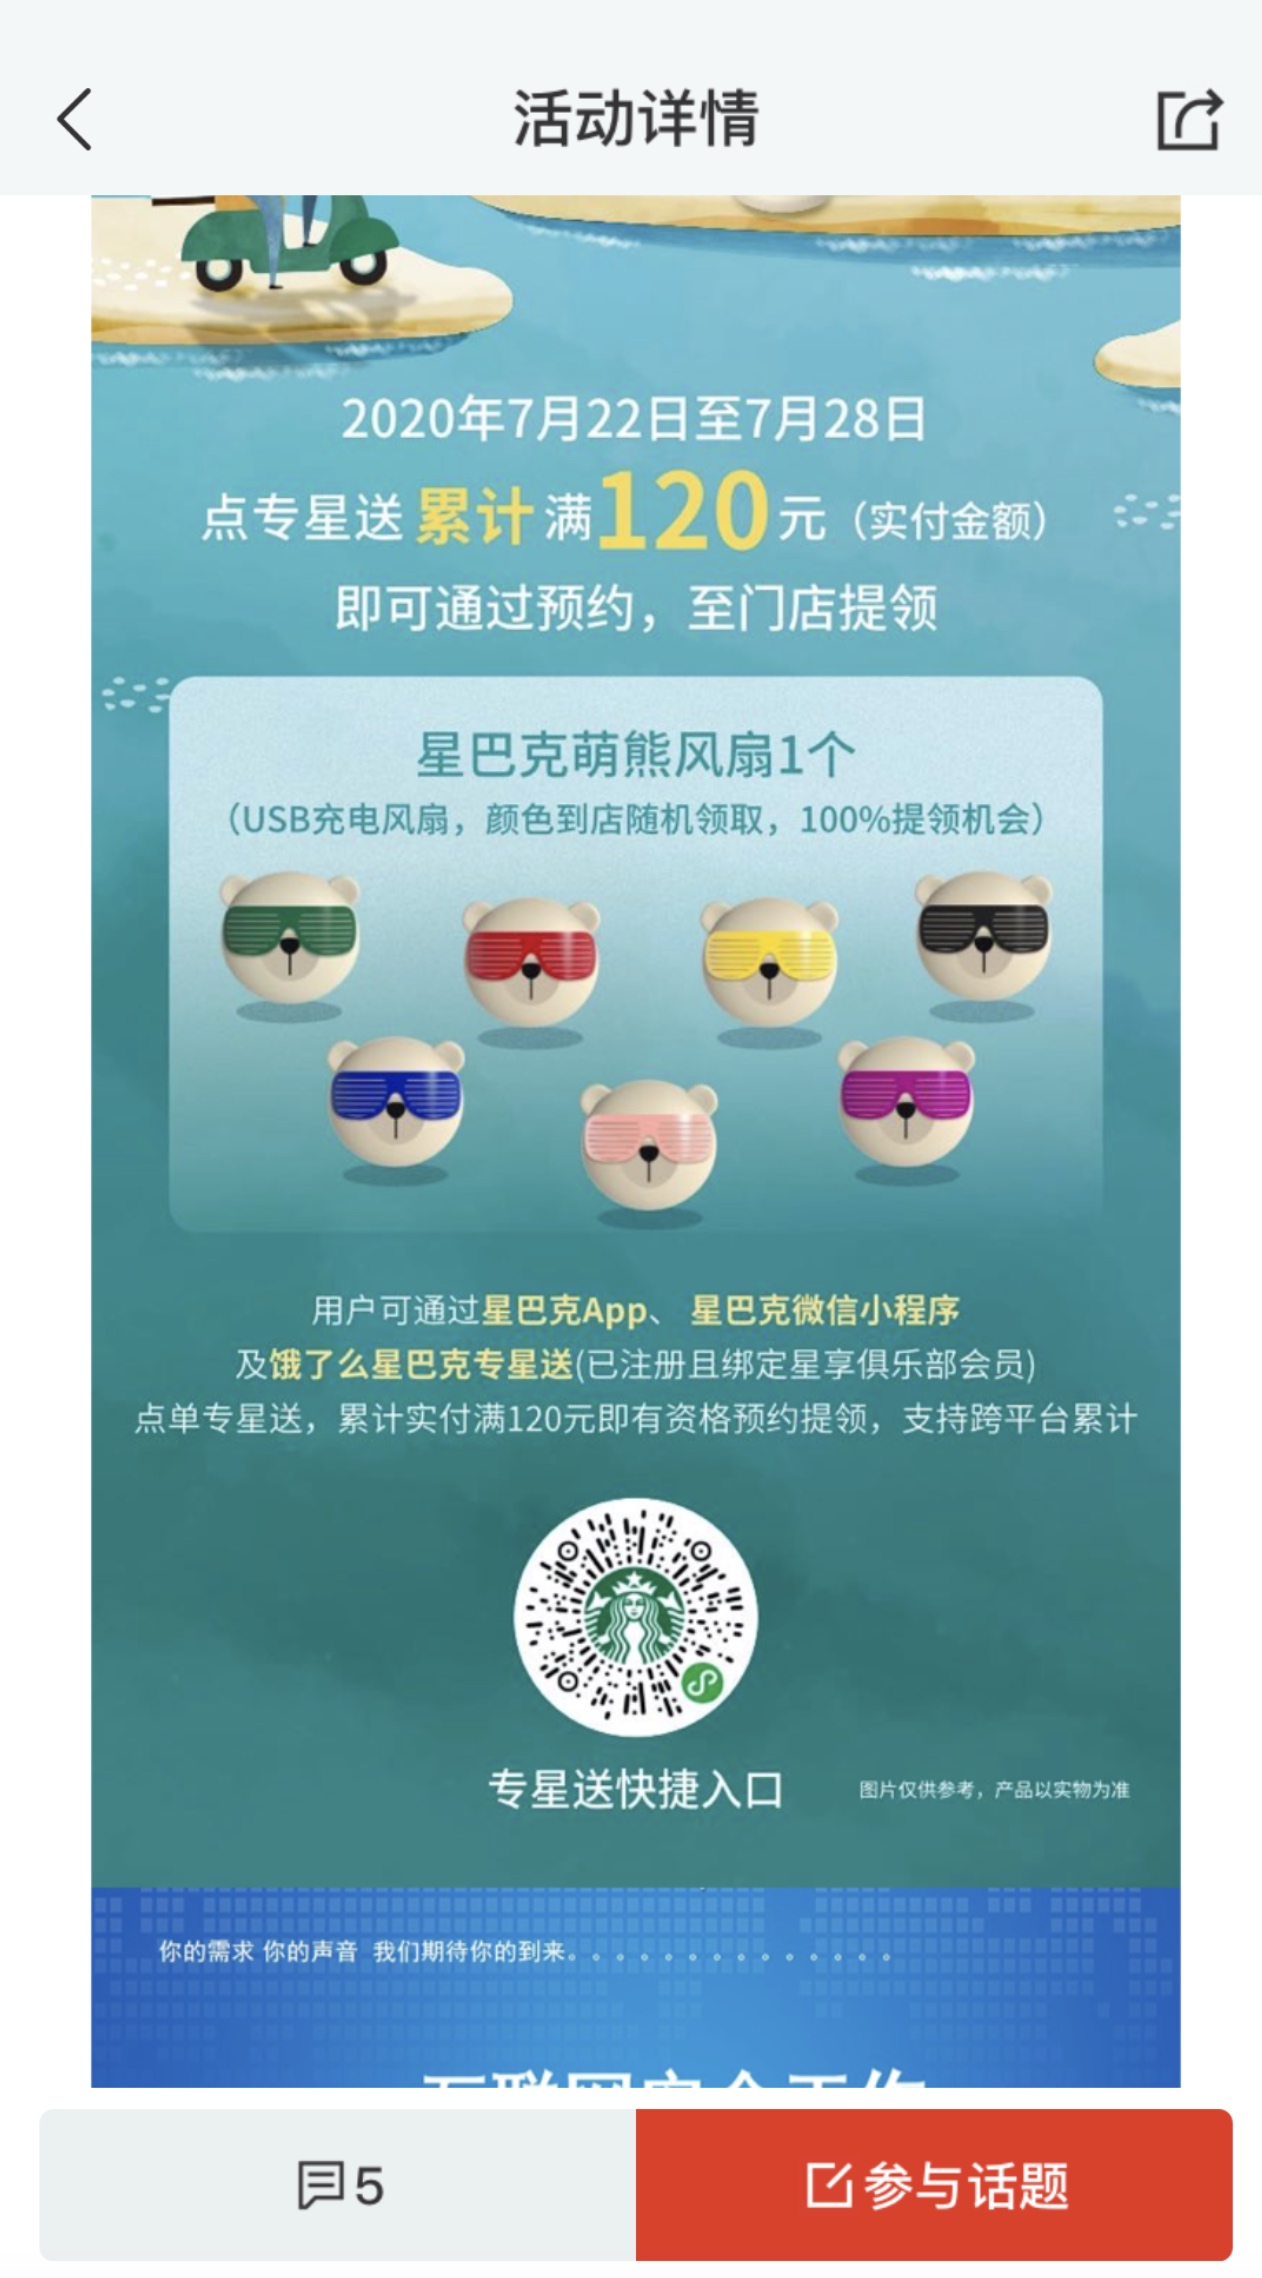 活动详情
2020年7月22日至7月28日
点专星送累计满120元（实付金额）
即可通过预约，至门店提领
星巴克萌熊风扇1个
（USB充电风扇，颜色到店随机领取，100%提领机会）
用户可通过星巴克App、 星巴克微信小程序
及饿了么星巴克专星送(已注册且绑定星享俱乐部会员)
点单专星送，累计实付满120元即有资格预约提领，支持跨平台累计
专星送快捷入口
图片仅供参考，产品以实物为准
你的需求 你的声音 我们期待你的到来。。。。。。。。。。。。。。
5
参与话题